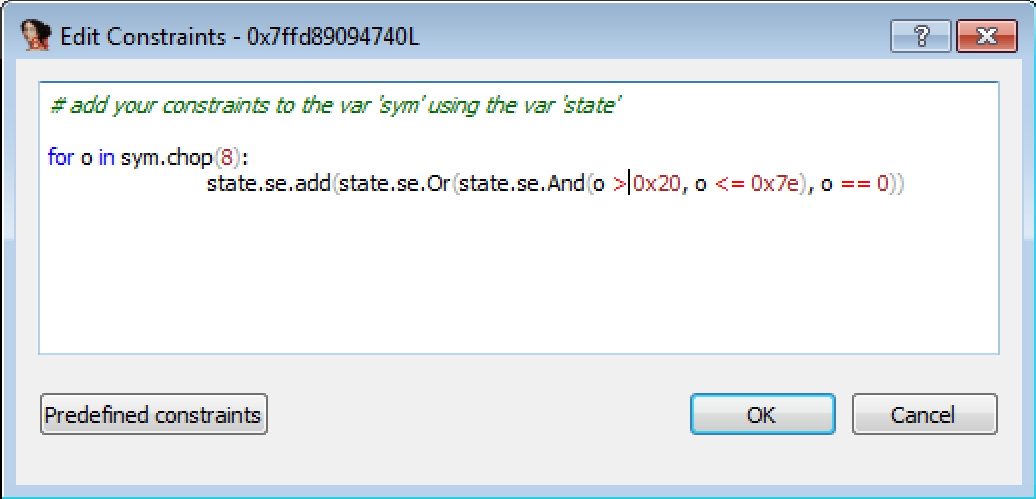 Edit Constraints - 0x7ffd89094740L
?
# add your constraints to the var 'sym' using the var 'state'
for o in sym.chop(8):
state.se.add(state.se.Or(state.se.And(o >0x20, o <= 0x7e), o == 0))
Predefined constraints
OK
Cancel